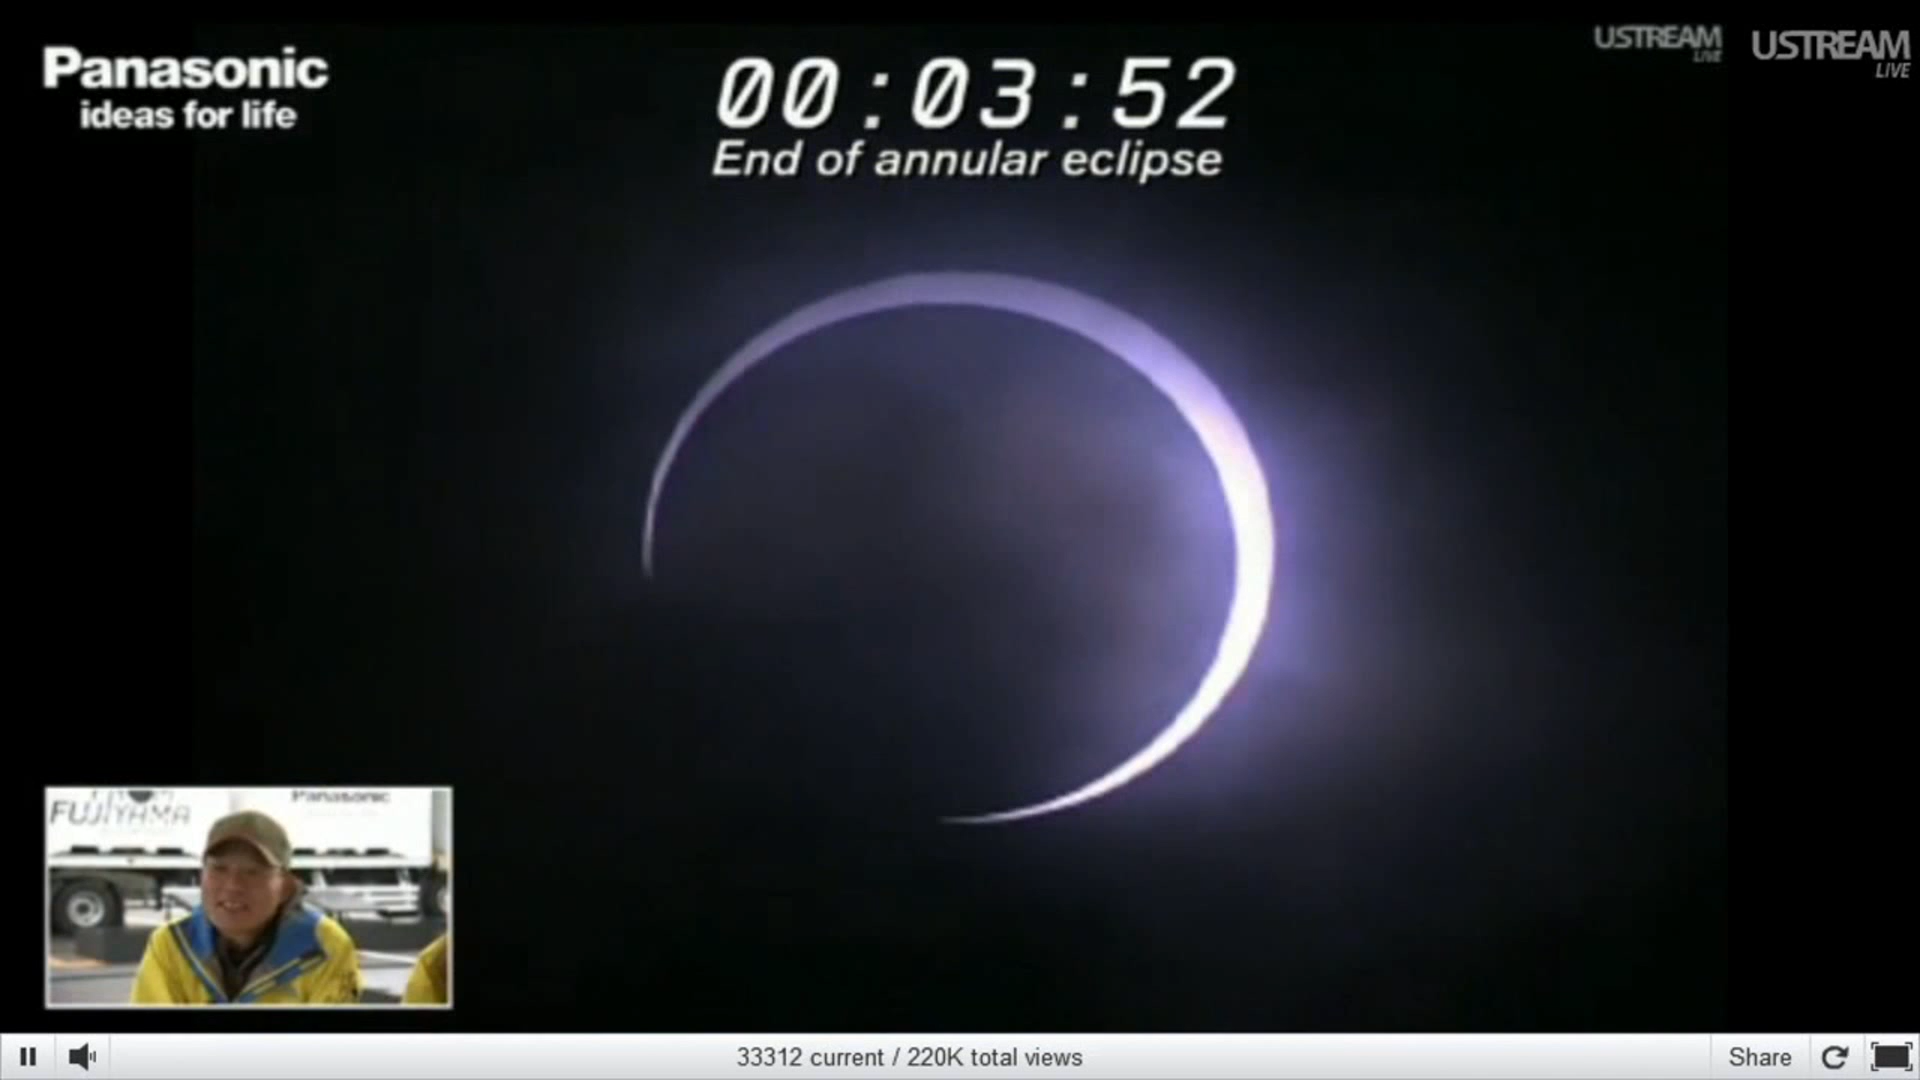 Panasonic
ideas for life
00:03:52
End of annular eclipse
USTREAM
LIVE
USTREAM
LIVE
FUJIYAMA
Panasonic
33312 current / 220K total views
Share